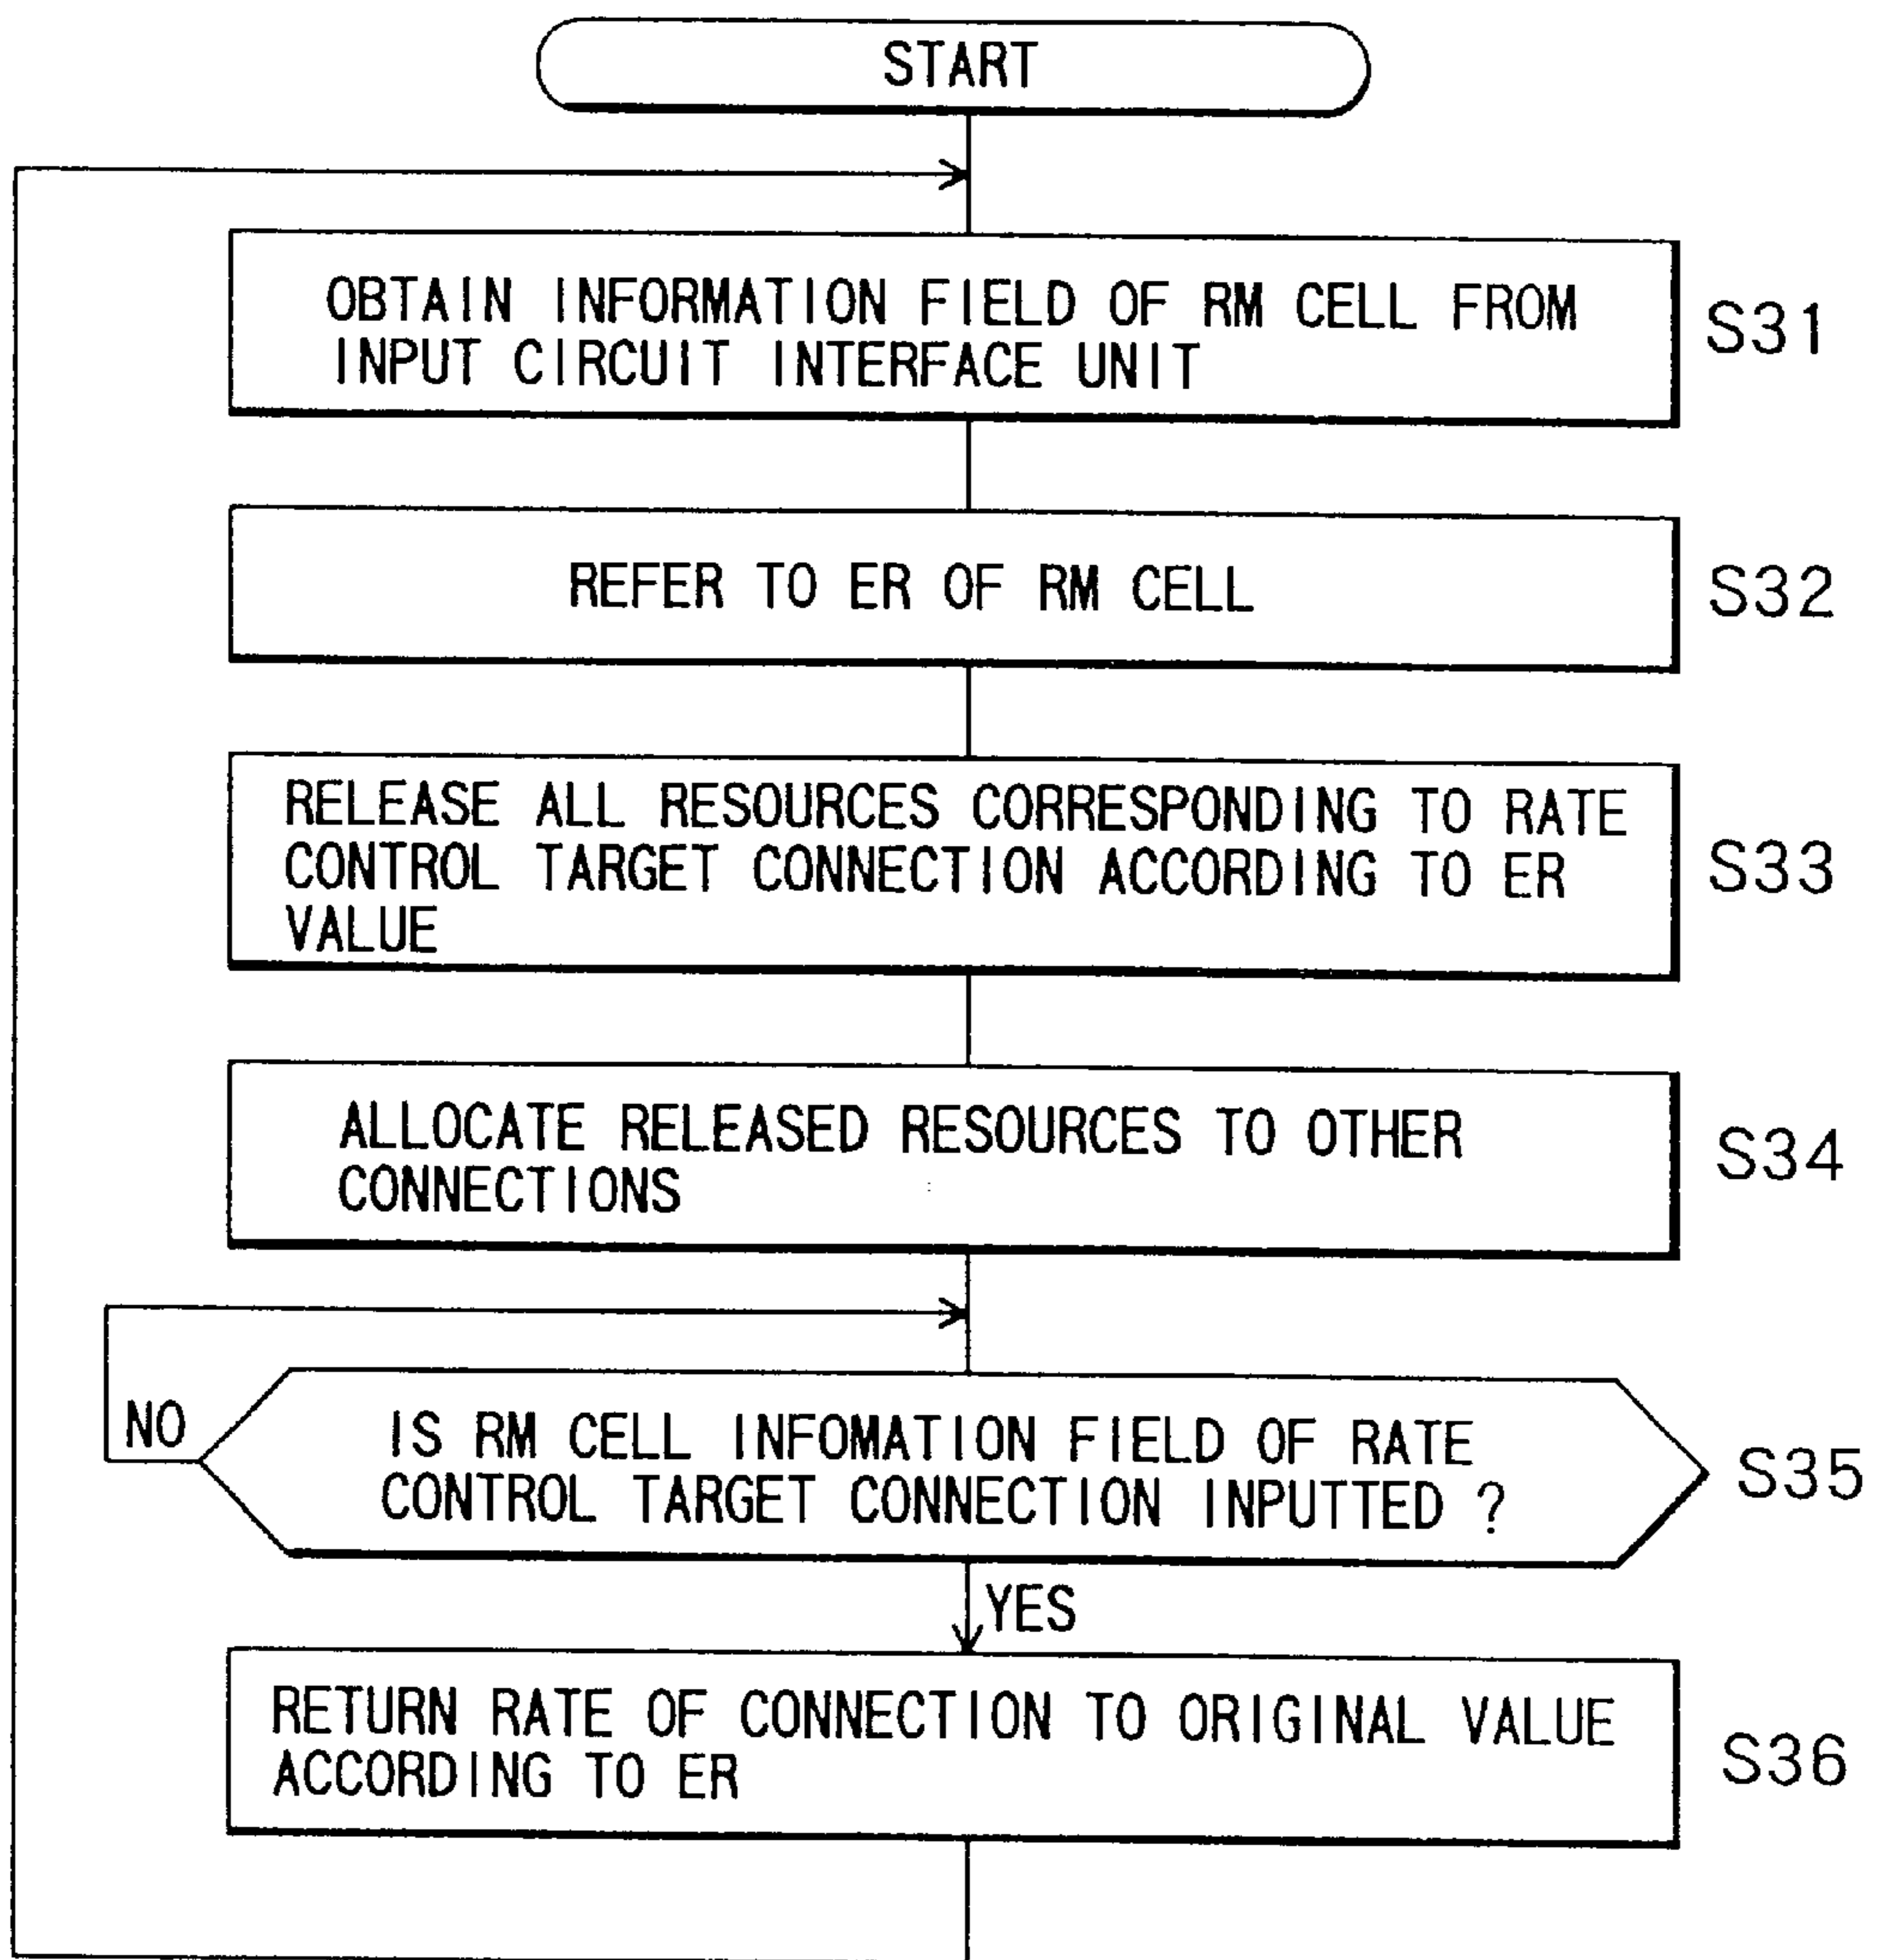 START
OBTAIN INFORMATION FIELD OF RM CELL FROM
INPUT CIRCUIT INTERFACE UNIT
S31
REFER TO ER OF RM CELL
S32
RELEASE ALL RESOURCES CORRESPONDING TO RATE
CONTROL TARGET CONNECTION ACCORDING TO ER
VALUE
S33
ALLOCATE RELEASED RESOURCES TO OTHER
CONNECTIONS
S34
NO
IS RM CELL INFOMATION FIELD OF RATE
CONTROL TARGET CONNECTION INPUTTED ?
S35
YES
RETURN RATE OF CONNECTION TO ORIGINAL VALUE
ACCORDING TO ER
S36